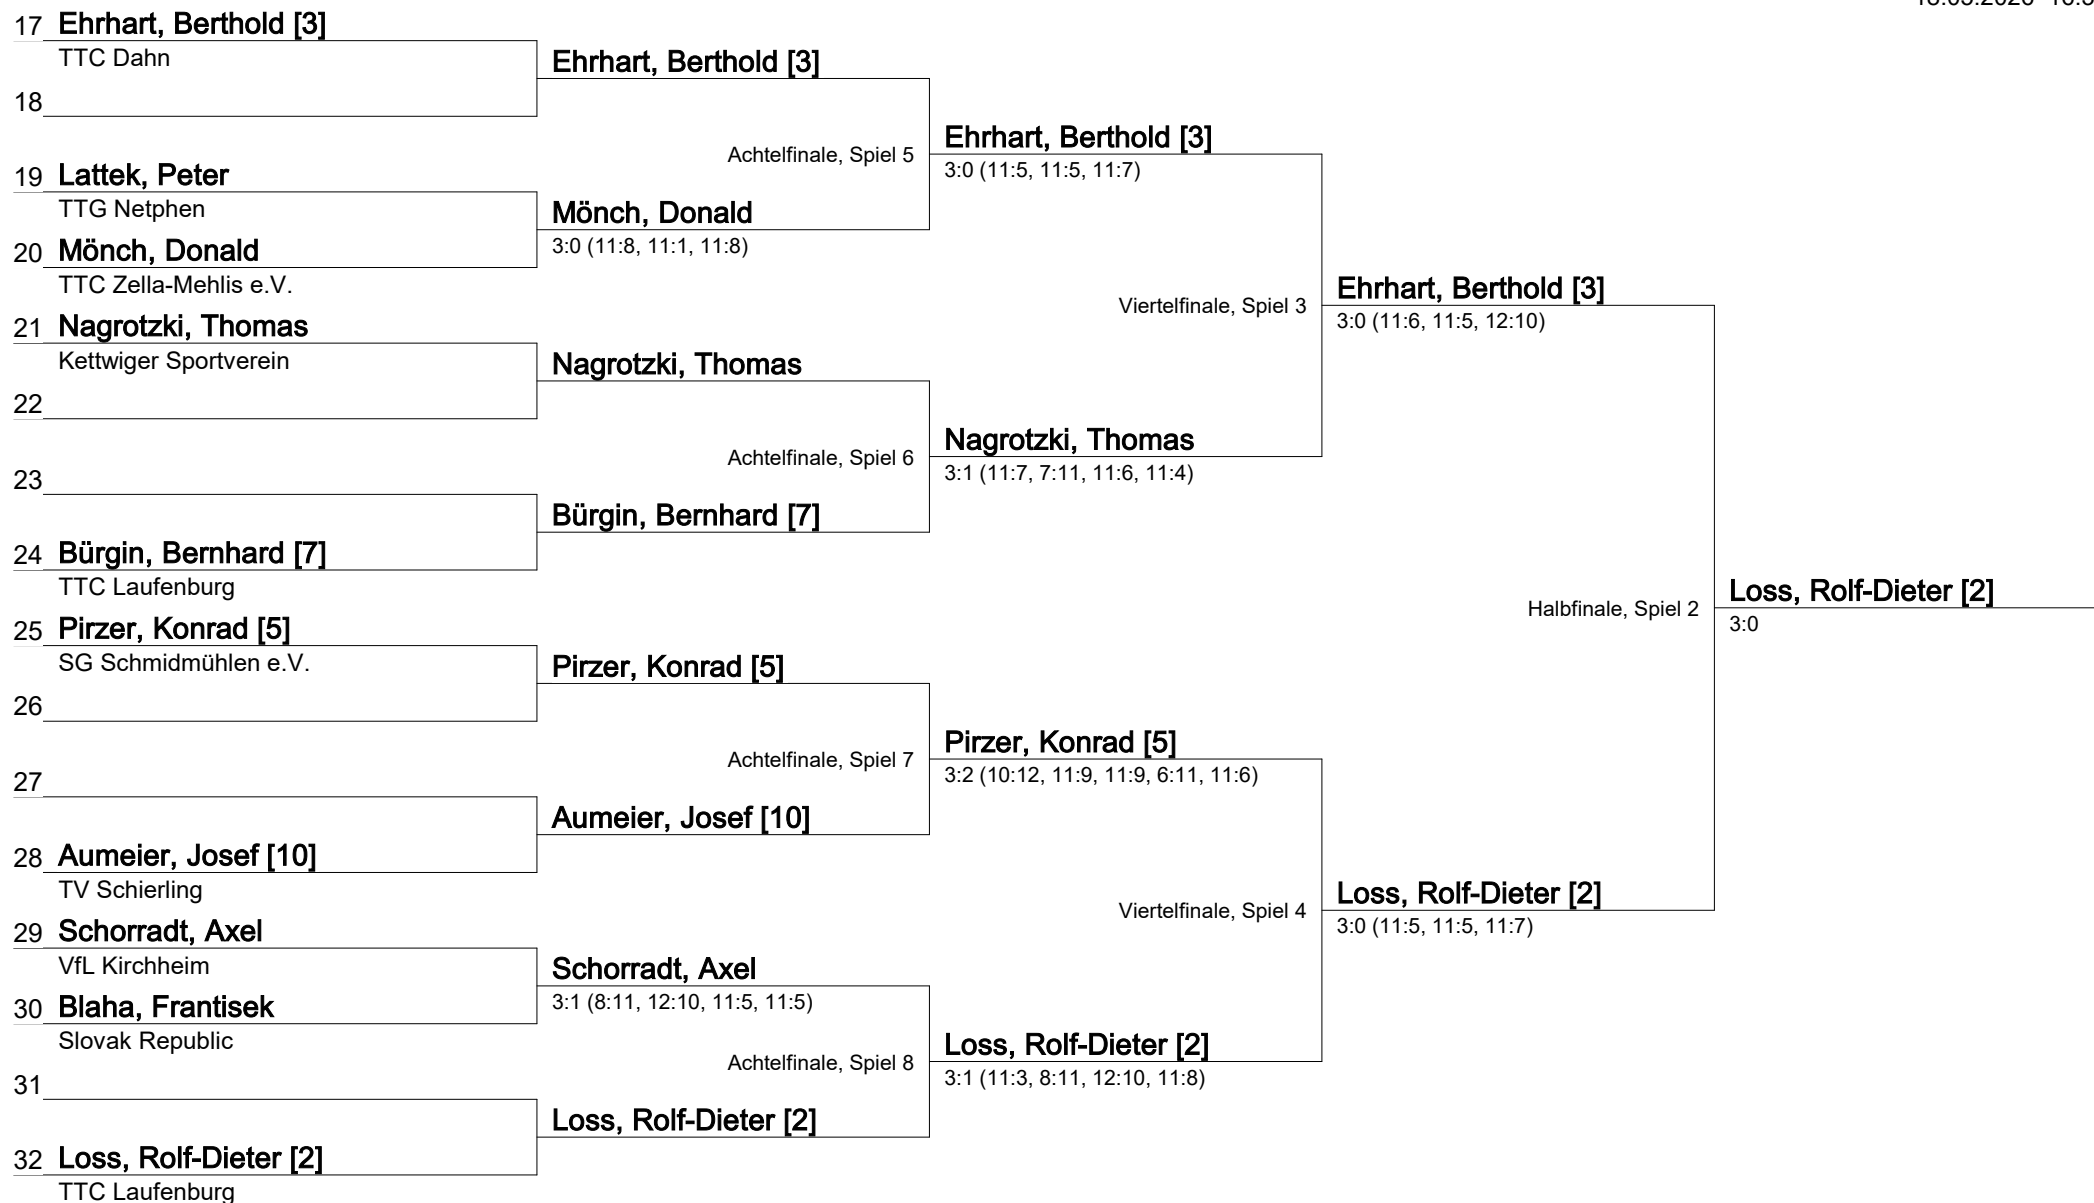 17 Ehrhart, Berthold [3]
TTC Dahn
Ehrhart, Berthold [3]
18
Achtelfinale, Spiel 5
Ehrhart, Berthold [3]
3:0 (11:5, 11:5, 11:7)
19 Lattek, Peter
TTG Netphen
Mönch, Donald
3:0 (11:8, 11:1, 11:8)
20 Mönch, Donald
TTC Zella-Mehlis e.V.
Viertelfinale, Spiel 3
Ehrhart, Berthold [3]
3:0 (11:6, 11:5, 12:10)
21 Nagrotzki, Thomas
Kettwiger Sportverein
Nagrotzki, Thomas
22
Achtelfinale, Spiel 6
Nagrotzki, Thomas
3:1 (11:7, 7:11, 11:6, 11:4)
23
Bürgin, Bernhard [7]
24 Bürgin, Bernhard [7]
TTC Laufenburg
Halbfinale, Spiel 2
Loss, Rolf-Dieter [2]
3:0
25 Pirzer, Konrad [5]
SG Schmidmühlen e.V.
Pirzer, Konrad [5]
26
Achtelfinale, Spiel 7
Pirzer, Konrad [5]
3:2 (10:12, 11:9, 11:9, 6:11, 11:6)
27
Aumeier, Josef [10]
28 Aumeier, Josef [10]
TV Schierling
Viertelfinale, Spiel 4
Loss, Rolf-Dieter [2]
3:0 (11:5, 11:5, 11:7)
29 Schorradt, Axel
VfL Kirchheim
Schorradt, Axel
3:1 (8:11, 12:10, 11:5, 11:5)
30 Blaha, Frantisek
Slovak Republic
Achtelfinale, Spiel 8
Loss, Rolf-Dieter [2]
3:1 (11:3, 8:11, 12:10, 11:8)
31
Loss, Rolf-Dieter [2]
32 Loss, Rolf-Dieter [2]
TTC Laufenburg